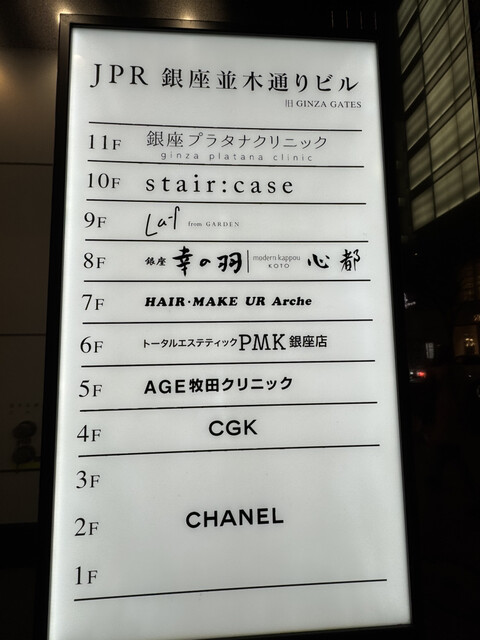 JPR 銀座並木通りビル
旧 GINZA GATES
11F 銀座プラタナクリニック
ginza platana clinic
10F stair:case
9F La-f from GARDEN
8F 銀座 幸の羽 modern kappou KOTO 心都
7F HAIR・MAKE UR Arche
6F トータルエステティック PMK 銀座店
5F AGE牧田クリニック
4F CGK
3F
2F CHANEL
1F